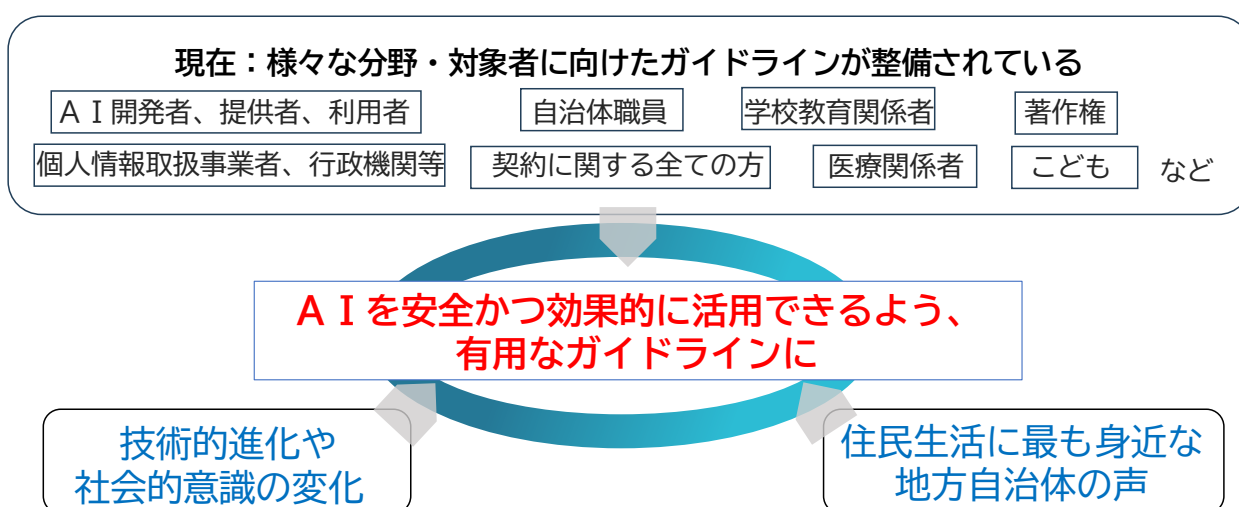 現在：様々な分野・対象者に向けたガイドラインが整備されている
ＡＩ開発者、提供者、利用者 自治体職員 学校教育関係者 著作権
個人情報取扱事業者、行政機関等 契約に関する全ての方 医療関係者 こども など
ＡＩを安全かつ効果的に活用できるよう、
有用なガイドラインに
技術的進化や
社会的意識の変化
住民生活に最も身近な
地方自治体の声